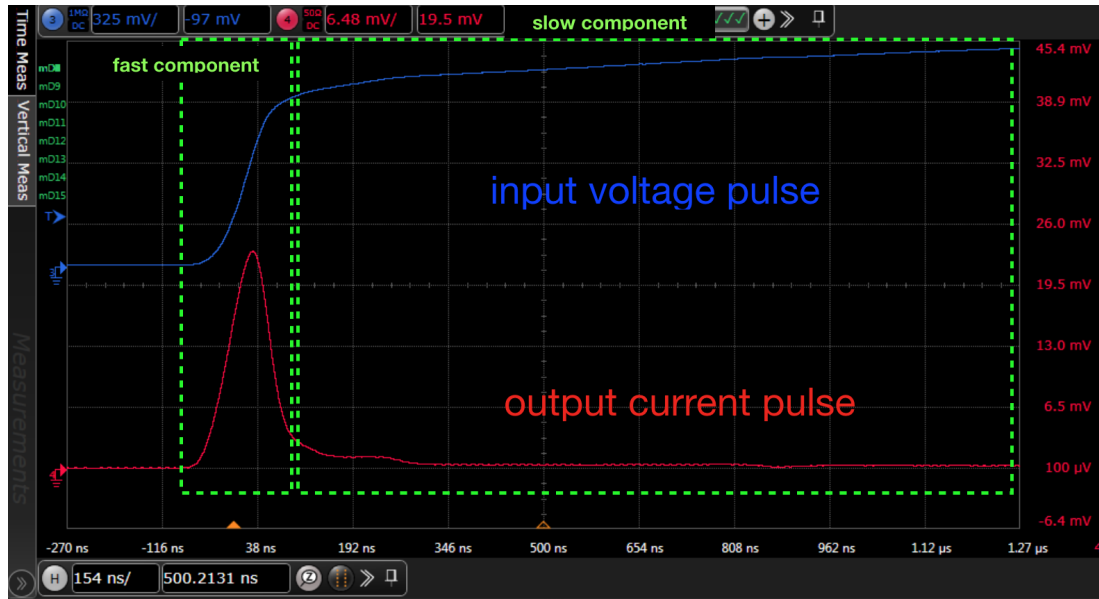 Time Meas
Vertical Meas
Measurements
3 1MΩ DC 325 mV/ -97 mV 4 50Ω DC 6.48 mV/ 19.5 mV
slow component
fast component
mD9
mD10
mD11
mD12
mD13
mD14
mD15
T
input voltage pulse
output current pulse
45.4 mV
38.9 mV
32.5 mV
26.0 mV
19.5 mV
13.0 mV
6.5 mV
100 µV
-6.4 mV
-270 ns -116 ns 38 ns 192 ns 346 ns 500 ns 654 ns 808 ns 962 ns 1.12 µs 1.27 µs
H 154 ns/ 500.2131 ns